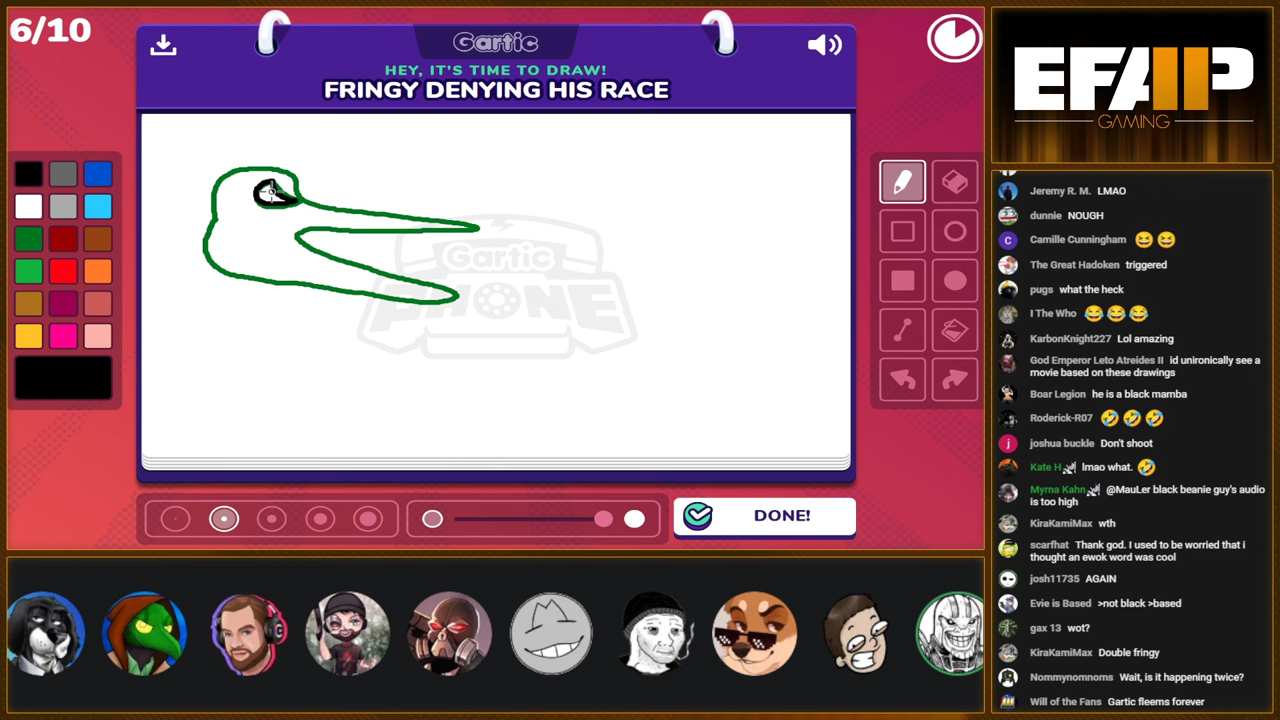 6/10
Gartic
HEY, IT'S TIME TO DRAW!
FRINGY DENYING HIS RACE
Gartic
PHONE
DONE!
EFAP
GAMING
Jeremy R. M. LMAO
dunnie NOUGH
C Camille Cunningham
The Great Hadoken triggered
pugs what the heck
I The Who
KarbonKnight227 Lol amazing
God Emperor Leto Atreides II id unironically see a
movie based on these drawings
Boar Legion he is a black mamba
Roderick-R07
j joshua buckle Don't shoot
Kate H lmao what.
Myrna Kahn @MauLer black beanie guy's audio
is too high
KiraKamiMax wth
scarfhat Thank god. I used to be worried that i
thought an ewok word was cool
josh11735 AGAIN
Evie is Based >not black >based
gax 13 wot?
KiraKamiMax Double fringy
Nommynomnoms Wait, is it happening twice?
Will of the Fans Gartic fleems forever